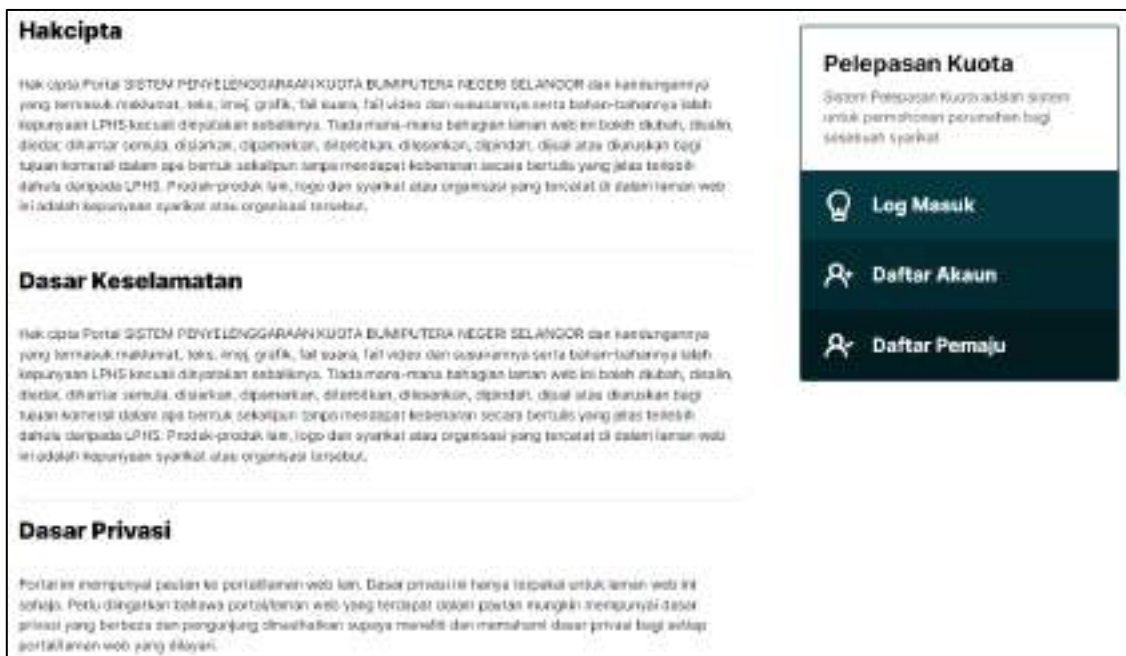 Hakcipta
Hak cipta Portal SISTEM PENYELENGGARAAN KUOTA BUMIPUTERA NEGERI SELANGOR dan kandungannya
yang termasuk maklumat, teks, imej, grafik, fail suara, fail video dan susunannya serta bahan-bahannya ialah
kepunyaan LPHS kecuali dinyatakan sebaliknya. Tiada mana-mana bahagian laman web ini boleh diubah, disalin,
diedar, dihantar semula, disiarkan, dipamerkan, diterbitkan, dilesenkan, dipindah, dijual atau diuruskan bagi
tujuan komersil dalam apa bentuk sekalipun tanpa mendapat kebenaran secara bertulis yang jelas terlebih
dahulu daripada LPHS. Produk-produk lain, logo dan syarikat atau organisasi yang tercatat di dalam laman web
ini adalah kepunyaan syarikat atau organisasi tersebut.
Dasar Keselamatan
Hak cipta Portal SISTEM PENYELENGGARAAN KUOTA BUMIPUTERA NEGERI SELANGOR dan kandungannya
yang termasuk maklumat, teks, imej, grafik, fail suara, fail video dan susunannya serta bahan-bahannya ialah
kepunyaan LPHS kecuali dinyatakan sebaliknya. Tiada mana-mana bahagian laman web ini boleh diubah, disalin,
diedar, dihantar semula, disiarkan, dipamerkan, diterbitkan, dilesenkan, dipindah, dijual atau diuruskan bagi
tujuan komersil dalam apa bentuk sekalipun tanpa mendapat kebenaran secara bertulis yang jelas terlebih
dahulu daripada LPHS. Produk-produk lain, logo dan syarikat atau organisasi yang tercatat di dalam laman web
ini adalah kepunyaan syarikat atau organisasi tersebut.
Dasar Privasi
Portal ini mempunyai pautan ke portal/laman web lain. Dasar privasi ini hanya terpakai untuk laman web ini
sahaja. Perlu diingatkan bahawa portal/laman web yang terdapat dalam pautan mungkin mempunyai dasar
privasi yang berbeza dan pengunjung dinasihatkan supaya meneliti dan memahami dasar privasi bagi setiap
portal/laman web yang dilayari.
Pelepasan Kuota
Sistem Pelepasan Kuota adalah sistem
untuk permohonan perumahan bagi
sesebuah syarikat
Log Masuk
Daftar Akaun
Daftar Pemaju